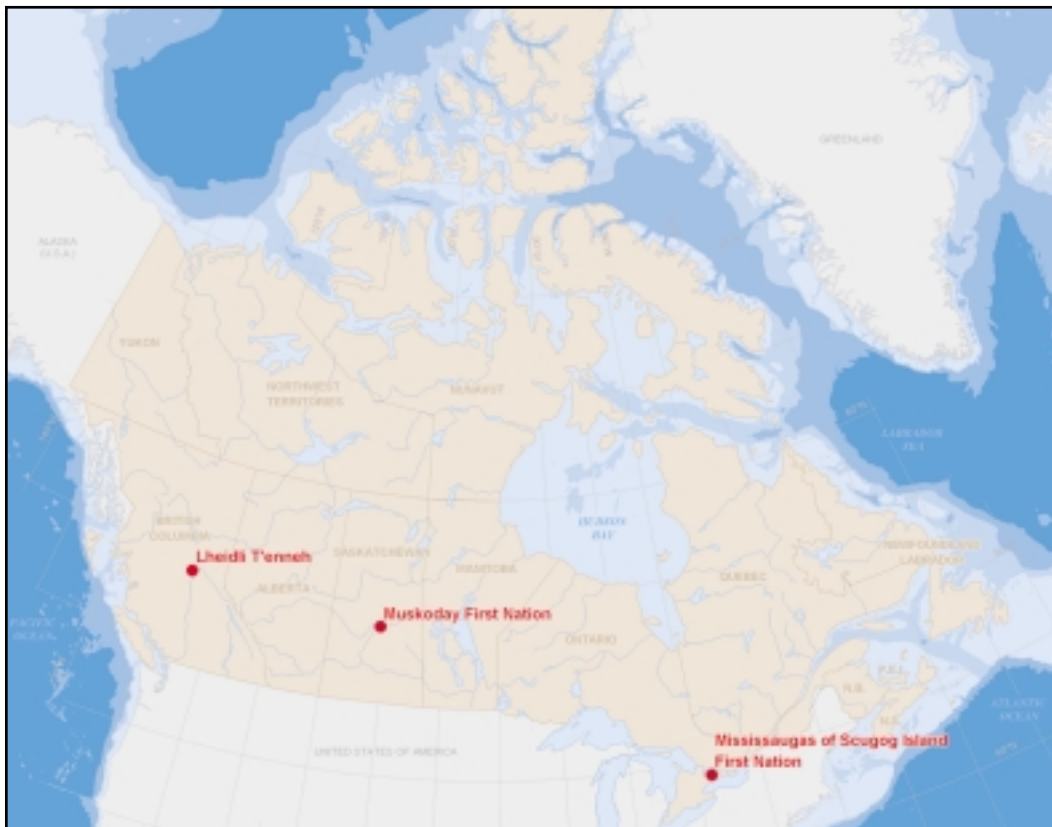 GREENLAND
ALASKA
(U.S.A.)
YUKON
NORTHWEST
TERRITORIES
NUNAVUT
LABRADOR
SEA
HUDSON
BAY
BRITISH
COLUMBIA
Lheidli T'enneh
SASKATCHEWAN
ALBERTA
MANITOBA
NEWFOUNDLAND
LABRADOR
QUEBEC
Muskoday First Nation
PACIFIC
OCEAN
ONTARIO
P.E.I.
N.B.
N.S.
ATLANTIC
OCEAN
Mississaugas of Scugog Island
First Nation
UNITED STATES OF AMERICA